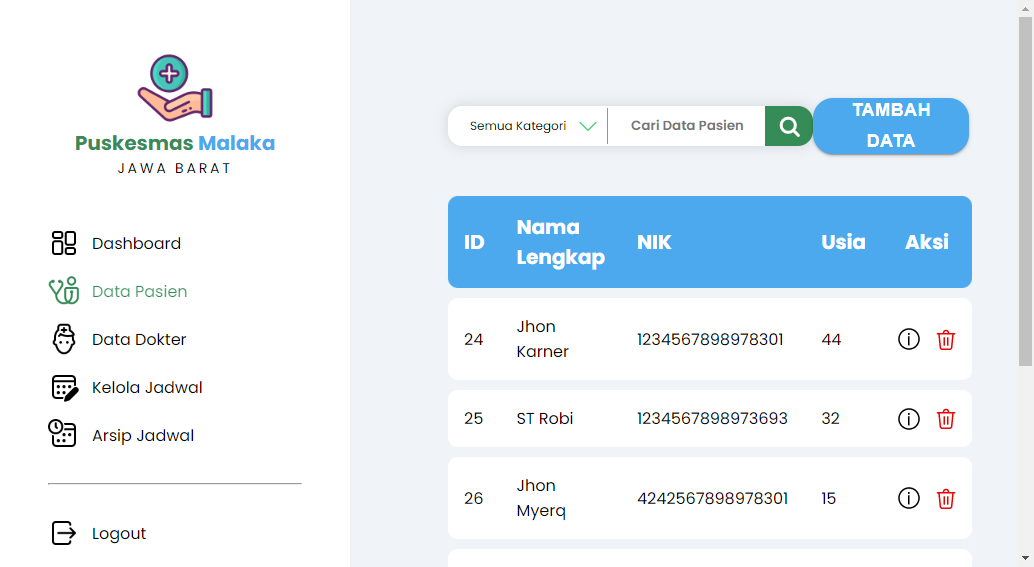 Puskesmas Malaka
JAWA BARAT
Dashboard
Data Pasien
Data Dokter
Kelola Jadwal
Arsip Jadwal
Logout
Semua Kategori
Cari Data Pasien
TAMBAH
DATA
ID
Nama
Lengkap
NIK
Usia
Aksi
24
Jhon
Karner
1234567898978301
44
25
ST Robi
1234567898973693
32
26
Jhon
Myerq
4242567898978301
15